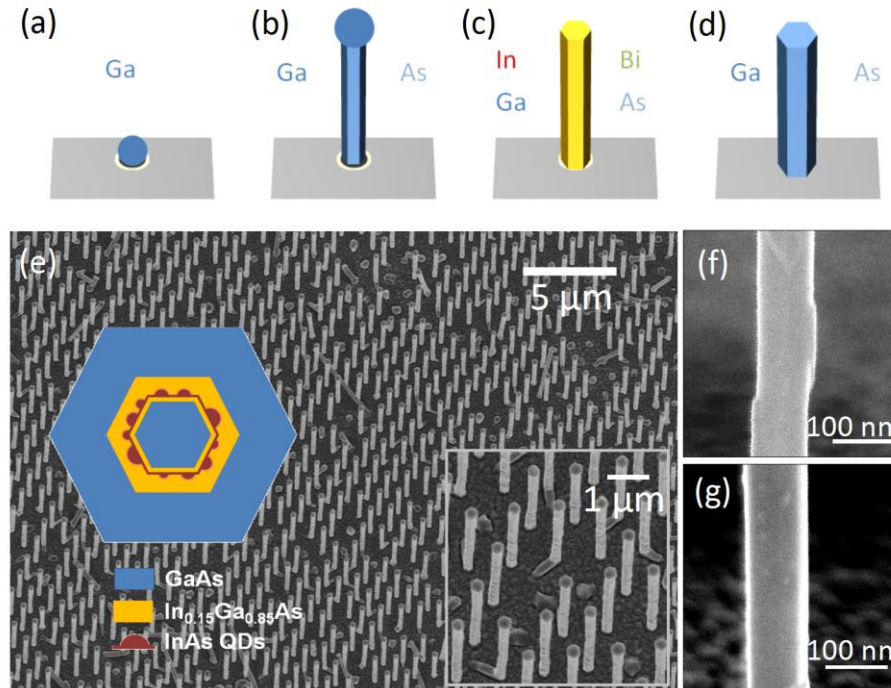 (a)
Ga
(b)
Ga As
(c)
In Bi
Ga As
(d)
Ga As
(e)
5 μm
GaAs
In0.15Ga0.85As
InAs QDs
1 μm
(f)
100 nm
(g)
100 nm